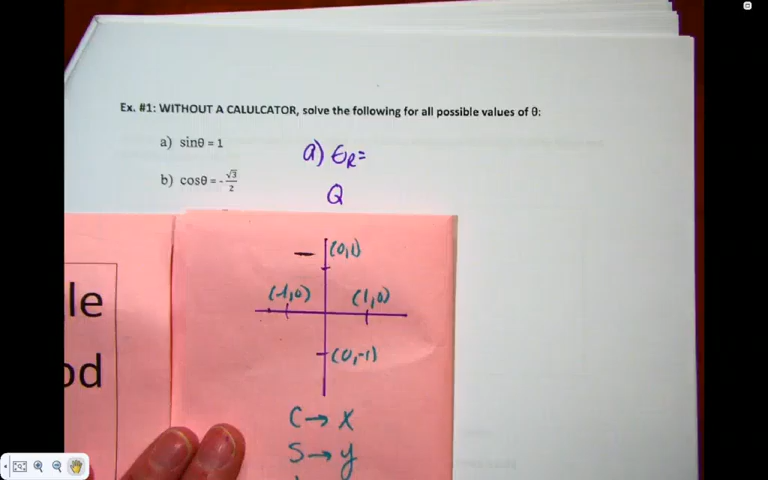 Ex. #1: WITHOUT A CALULCATOR, solve the following for all possible values of θ:
a) sinθ = 1
b) cosθ = -√3/2
a) θR=
Q
(0,1)
(-1,0) (1,0)
(0,-1)
C → X
S → y
le
od